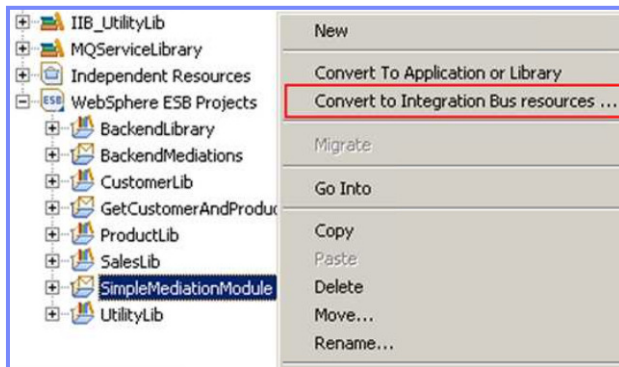 IIB_UtilityLib
MQServiceLibrary
Independent Resources
ESB WebSphere ESB Projects
BackendLibrary
BackendMediations
CustomerLib
GetCustomerAndProduc
ProductLib
SalesLib
SimpleMediationModule
UtilityLib
New
Convert To Application or Library
Convert to Integration Bus resources ...
Migrate
Go Into
Copy
Paste
Delete
Move...
Rename...